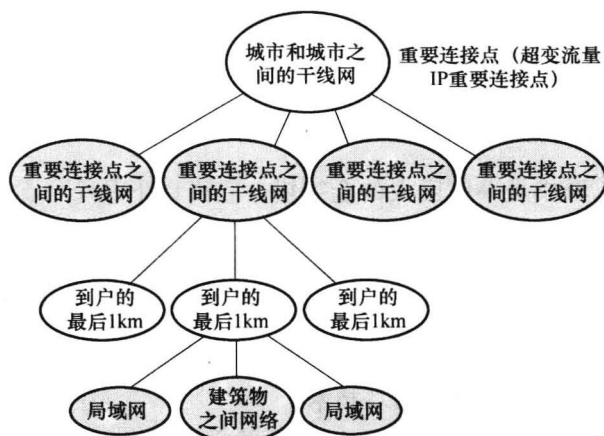 城市和城市之
间的干线网
重要连接点（超变流量
IP重要连接点）
重要连接点之
间的干线网
重要连接点之
间的干线网
重要连接点之
间的干线网
重要连接点之
间的干线网
到户的
最后1km
到户的
最后1km
到户的
最后1km
局域网
建筑物
之间网络
局域网